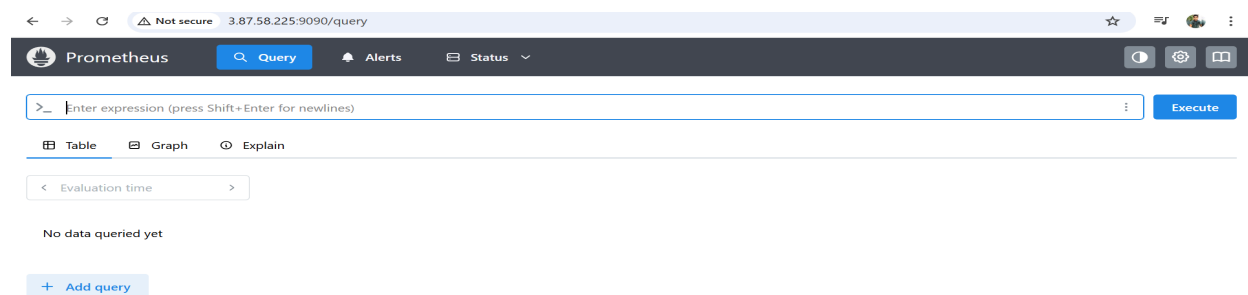 Not secure 3.87.58.225:9090/query
Prometheus Query Alerts Status
>_ Enter expression (press Shift+Enter for newlines) Execute
Table Graph Explain
< Evaluation time >
No data queried yet
+ Add query